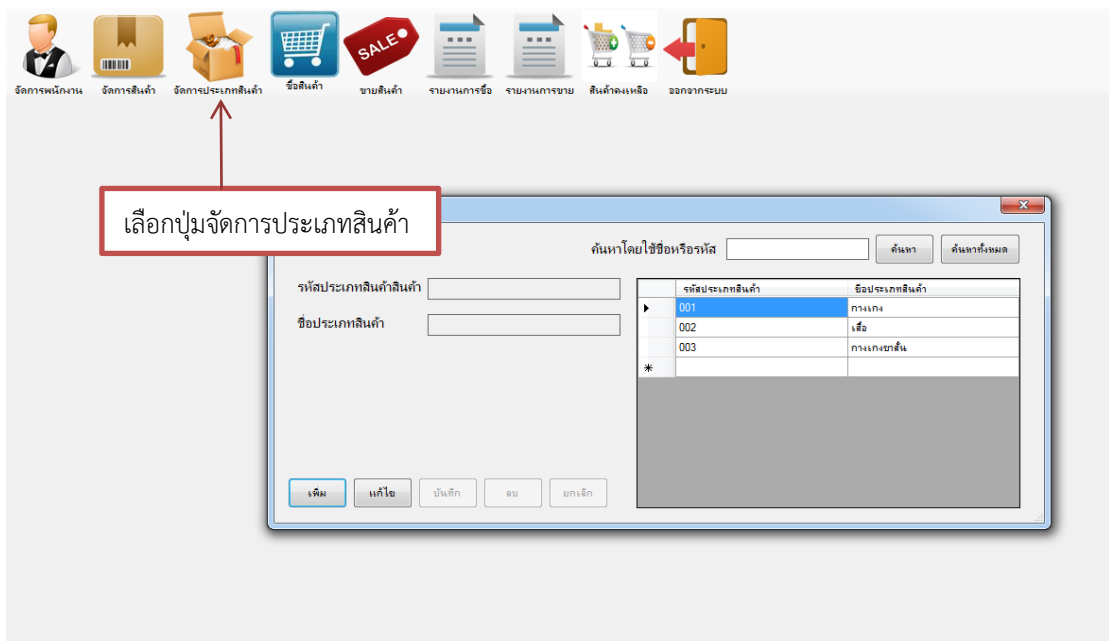 SALE
จัดการพนักงาน จัดการสินค้า จัดการประเภทสินค้า ซื้อสินค้า ขายสินค้า รายงานการซื้อ รายงานการขาย สินค้าคงเหลือ ออกจากระบบ
เลือกปุ่มจัดการประเภทสินค้า
ค้นหาโดยใช้ชื่อหรือรหัส ค้นหา ค้นหาทั้งหมด
รหัสประเภทสินค้าสินค้า
ชื่อประเภทสินค้า
รหัสประเภทสินค้า ชื่อประเภทสินค้า
001 กางเกง
002 เสื้อ
003 กางเกงขาสั้น
เพิ่ม แก้ไข บันทึก ลบ ยกเลิก